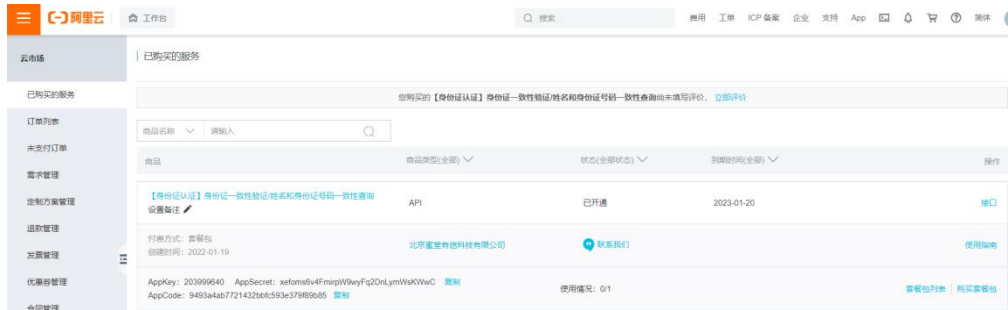 阿里云 工作台 搜索... 费用 工单 ICP 备案 企业 支持 App 简体
云市场
已购买的服务
已购买的服务
您购买的【身份证认证】身份证一致性验证/姓名和身份证号码一致性查询尚未填写评价， 立即评价
订单列表
商品名称 请输入
未支付订单
商品 商品类型(全部) 状态(全部状态) 到期时间(全部) 操作
需求管理
【身份证认证】身份证一致性验证/姓名和身份证号码一致性查询 API 已开通 2023-01-20 接口
定制方案管理
设置备注
退款管理
付费方式：套餐包 北京蜜堂有信科技有限公司 联系我们 使用指南
创建时间：2022-01-19
发票管理
优惠券管理
AppKey：203999640 AppSecret：xefoms6v4FmirpW9wyFq2DnLymWsKWwC 复制
使用情况：0/1 套餐包列表 购买套餐包
AppCode：9493a4ab7721432bbfc593e379f89b85 复制
合同管理